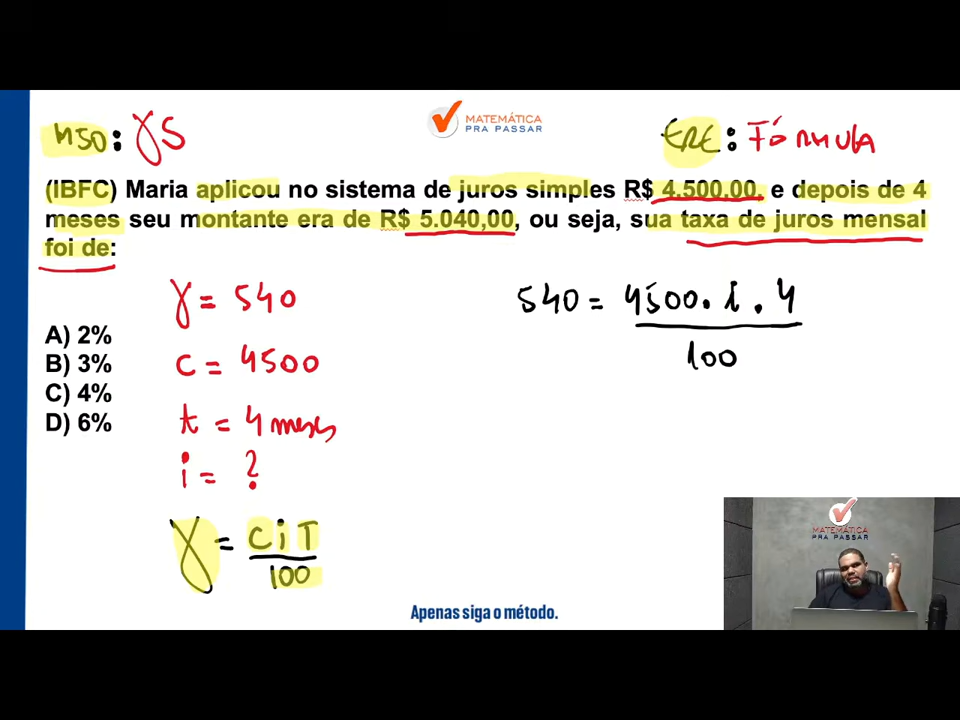 MSO: JS
MATEMÁTICA
PRA PASSAR
ERE: FÓRMULA
(IBFC) Maria aplicou no sistema de juros simples R$ 4.500,00, e depois de 4
meses seu montante era de R$ 5.040,00, ou seja, sua taxa de juros mensal
foi de:
A) 2%
B) 3%
C) 4%
D) 6%
J = 540
C = 4500
t = 4 meses
i = ?
J = C i T
100
540 = 4500 . i . 4
100
MATEMÁTICA
PRA PASSAR
Apenas siga o método.